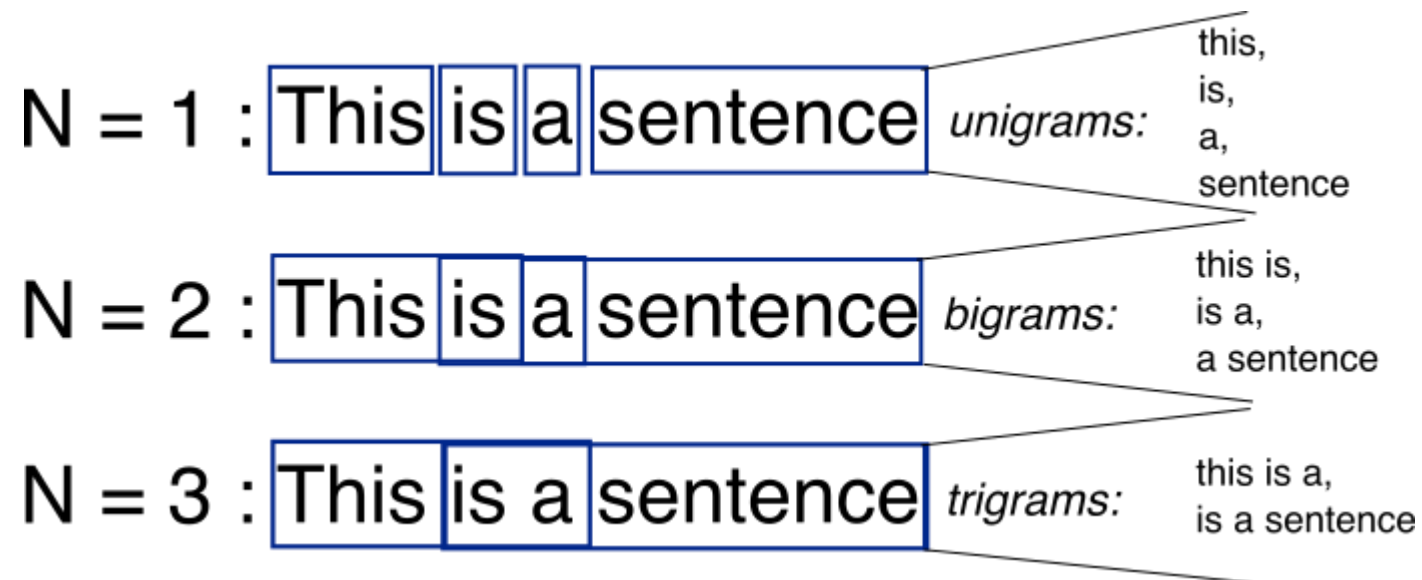 N = 1 : This is a sentence unigrams:
this,
is,
a,
sentence
N = 2 : This is a sentence bigrams:
this is,
is a,
a sentence
N = 3 : This is a sentence trigrams:
this is a,
is a sentence